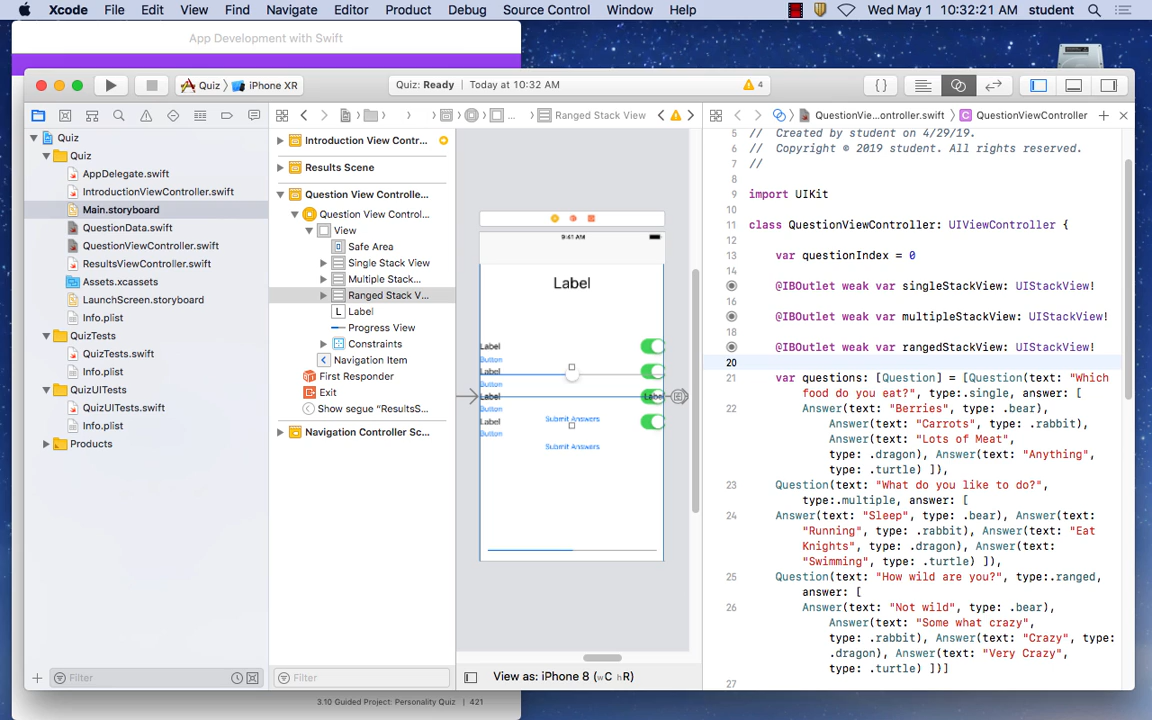 Xcode File Edit View Find Navigate Editor Product Debug Source Control Window Help Wed May 1 10:32:21 AM student
App Development with Swift
Quiz iPhone XR Quiz: Ready Today at 10:32 AM 4
... Ranged Stack View QuestionVie...ontroller.swift QuestionViewController
Quiz
Quiz
AppDelegate.swift
IntroductionViewController.swift
Main.storyboard
QuestionData.swift
QuestionViewController.swift
ResultsViewController.swift
Assets.xcassets
LaunchScreen.storyboard
Info.plist
QuizTests
QuizTests.swift
Info.plist
QuizUITests
QuizUITests.swift
Info.plist
Products
Filter
Introduction View Contr...
Results Scene
Question View Controlle...
Question View Control...
View
Safe Area
Single Stack View
Multiple Stack...
Ranged Stack V...
L Label
Progress View
Constraints
Navigation Item
First Responder
Exit
Show segue “ResultsS...
Navigation Controller Sc...
Filter
9:41 AM
Label
Label
Button
Label
Button
Label Label
Button
Submit Answers
Label
Button
Submit Answers
View as: iPhone 8 (wC hR)
5 // Created by student on 4/29/19.
6 // Copyright © 2019 student. All rights reserved.
7 //
8
9 import UIKit
10
11 class QuestionViewController: UIViewController {
12
13 var questionIndex = 0
14
@IBOutlet weak var singleStackView: UIStackView!
16
@IBOutlet weak var multipleStackView: UIStackView!
18
@IBOutlet weak var rangedStackView: UIStackView!
20
21 var questions: [Question] = [Question(text: "Which
food do you eat?", type:.single, answer: [
22 Answer(text: "Berries", type: .bear),
Answer(text: "Carrots", type: .rabbit),
Answer(text: "Lots of Meat",
type: .dragon), Answer(text: "Anything",
type: .turtle) ]),
23 Question(text: "What do you like to do?",
type:.multiple, answer: [
24 Answer(text: "Sleep", type: .bear), Answer(text:
"Running", type: .rabbit), Answer(text: "Eat
Knights", type: .dragon), Answer(text:
"Swimming", type: .turtle) ]),
25 Question(text: "How wild are you?", type:.ranged,
answer: [
26 Answer(text: "Not wild", type: .bear),
Answer(text: "Some what crazy",
type: .rabbit), Answer(text: "Crazy", type:
.dragon), Answer(text: "Very Crazy",
type: .turtle) ])]
27
3.10 Guided Project: Personality Quiz | 421